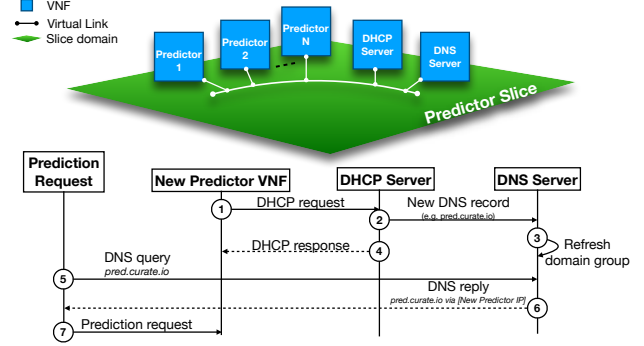 VNF
Virtual Link
Slice domain
Predictor
1
Predictor
2
Predictor
N
DHCP
Server
DNS
Server
Predictor Slice
Prediction
Request
New Predictor VNF
DHCP Server
DNS Server
1
DHCP request
2
New DNS record
(e.g. pred.curate.io)
3
Refresh
domain group
DHCP response
4
DNS query
pred.curate.io
5
DNS reply
pred.curate.io via [New Predictor IP]
6
7
Prediction request